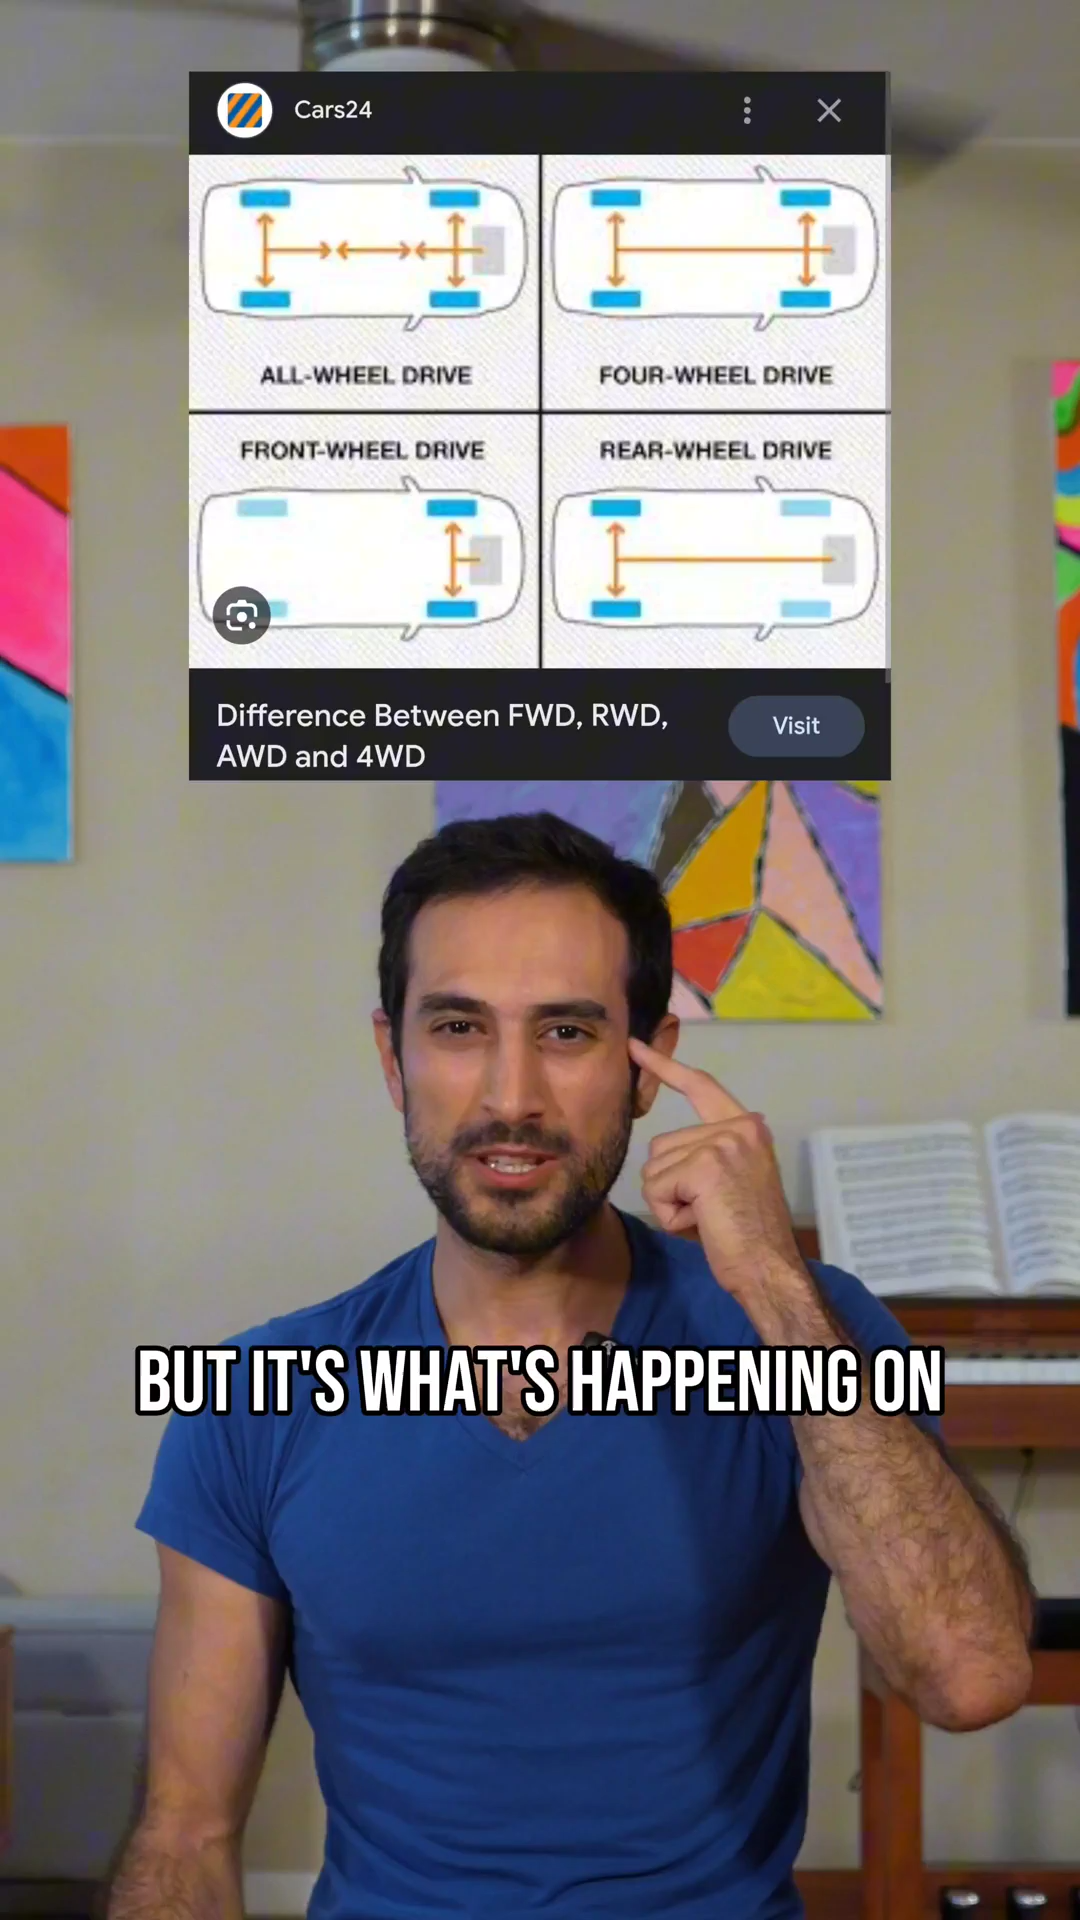 Cars24
ALL-WHEEL DRIVE
FOUR-WHEEL DRIVE
FRONT-WHEEL DRIVE
REAR-WHEEL DRIVE
Difference Between FWD, RWD,
AWD and 4WD
Visit
BUT IT'S WHAT'S HAPPENING ON